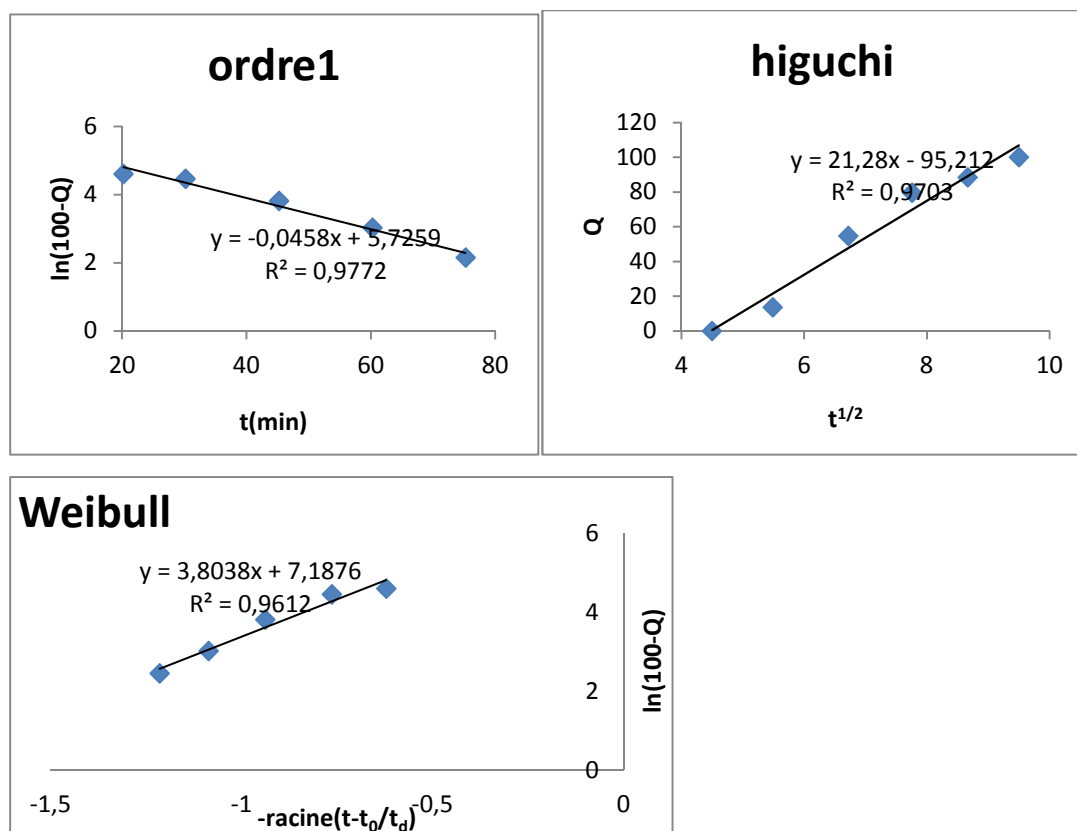 ordre1
6
4
2
0
ln(100-Q)
y = -0,0458x + 5,7259
R² = 0,9772
20 40 60 80
t(min)
higuchi
120
100
80
60
40
20
0
Q
y = 21,28x - 95,212
R² = 0,9703
4 6 8 10
t^{1/2}
Weibull
y = 3,8038x + 7,1876
R² = 0,9612
6
4
2
0
ln(100-Q)
-1,5 -1 -0,5 0
-racine(t-t₀/t_d)